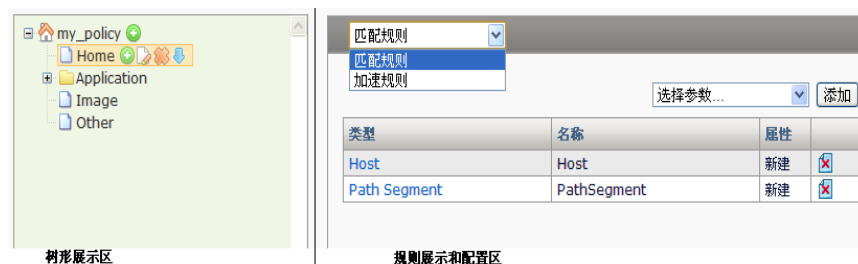 my_policy
Home
Application
Image
Other
树形展示区
匹配规则
匹配规则
加速规则
选择参数... 添加
类型 名称 属性
Host Host 新建
Path Segment PathSegment 新建
规则展示和配置区